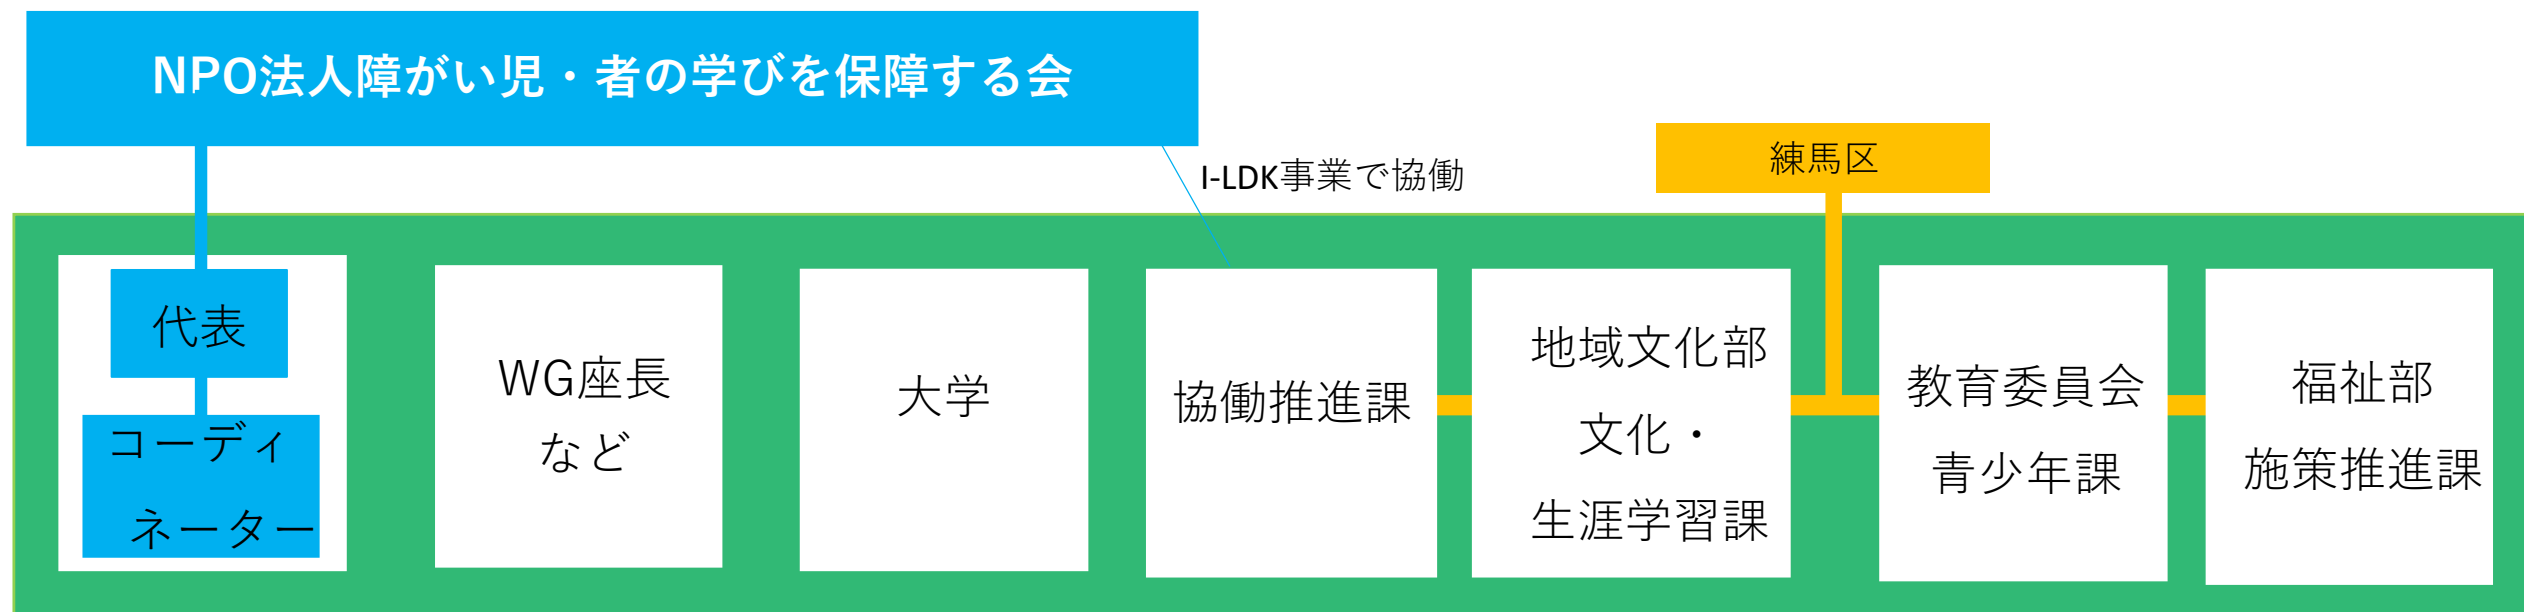 NPO法人障がい児・者の学びを保障する会
I-LDK事業で協働
練馬区
代表
コーディ
ネーター
WG座長
など
大学
協働推進課
地域文化部
文化・
生涯学習課
教育委員会
青少年課
福祉部
施策推進課